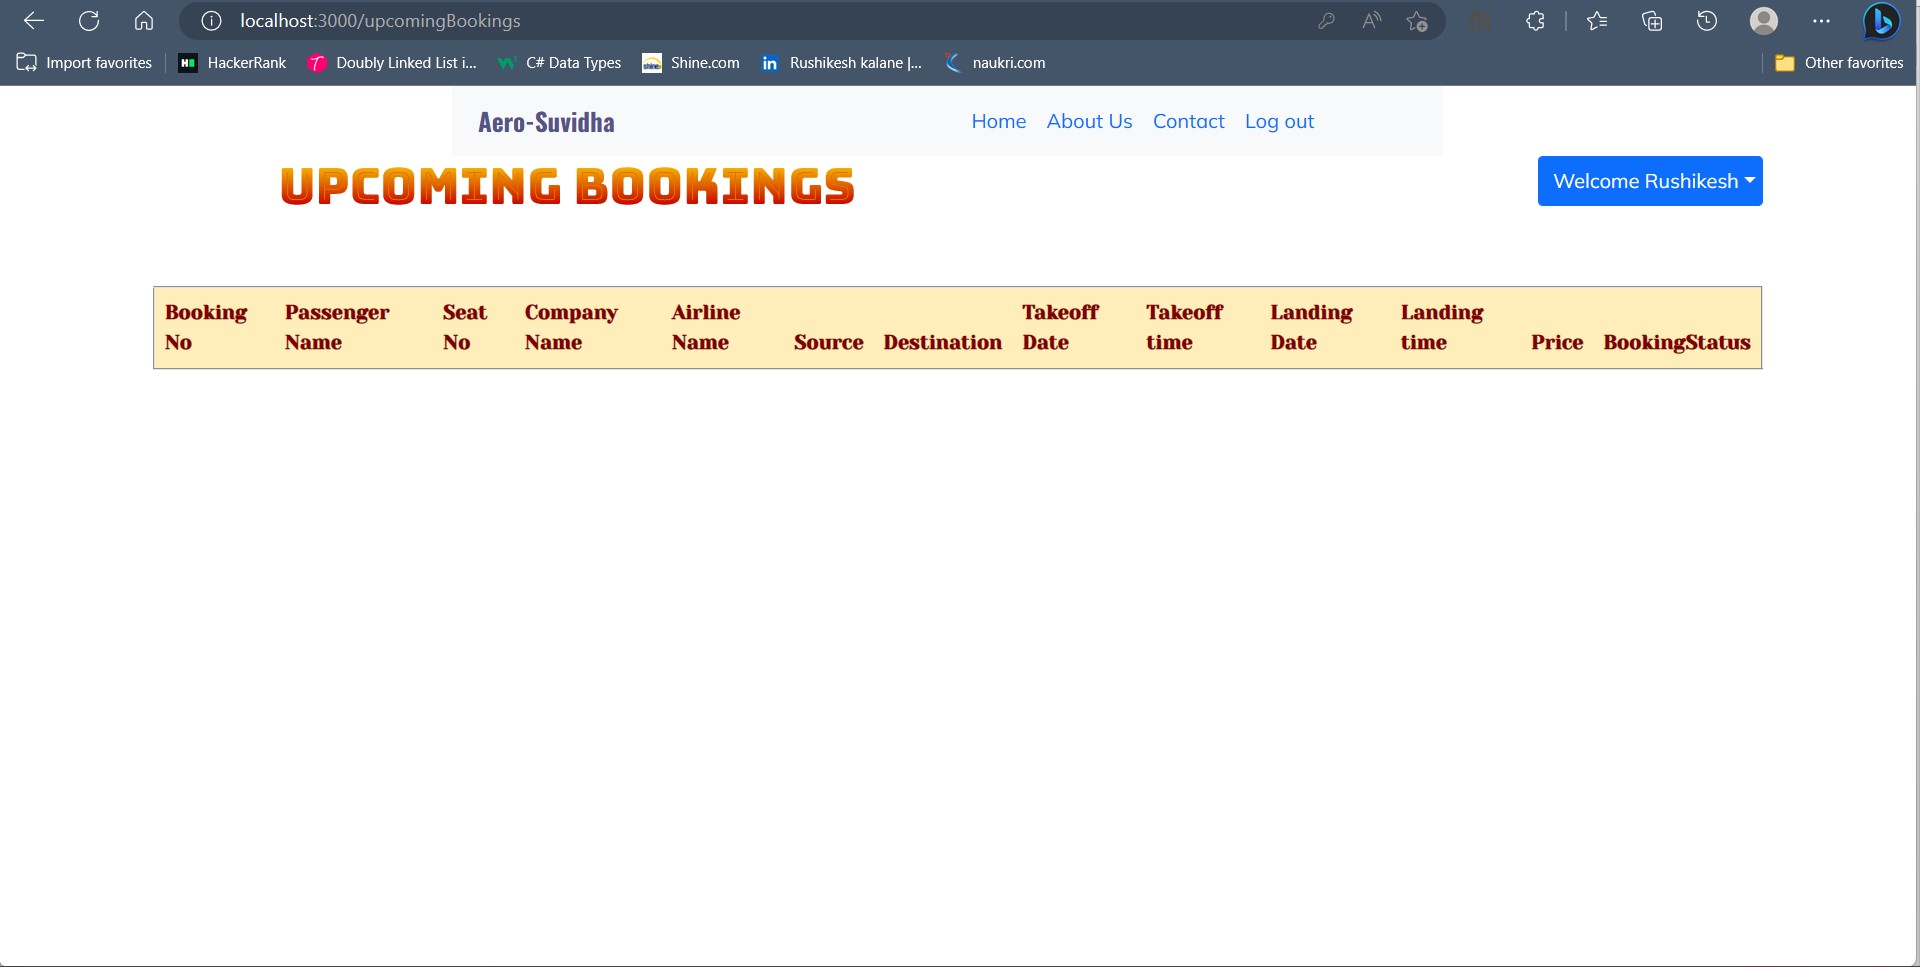 localhost:3000/upcomingBookings
Import favorites HackerRank Doubly Linked List i... C# Data Types Shine.com Rushikesh kalane |... naukri.com Other favorites
Aero-Suvidha Home About Us Contact Log out
UPCOMING BOOKINGS Welcome Rushikesh
Booking Passenger Seat Company Airline Takeoff Takeoff Landing Landing
No Name No Name Name Source Destination Date time Date time Price BookingStatus